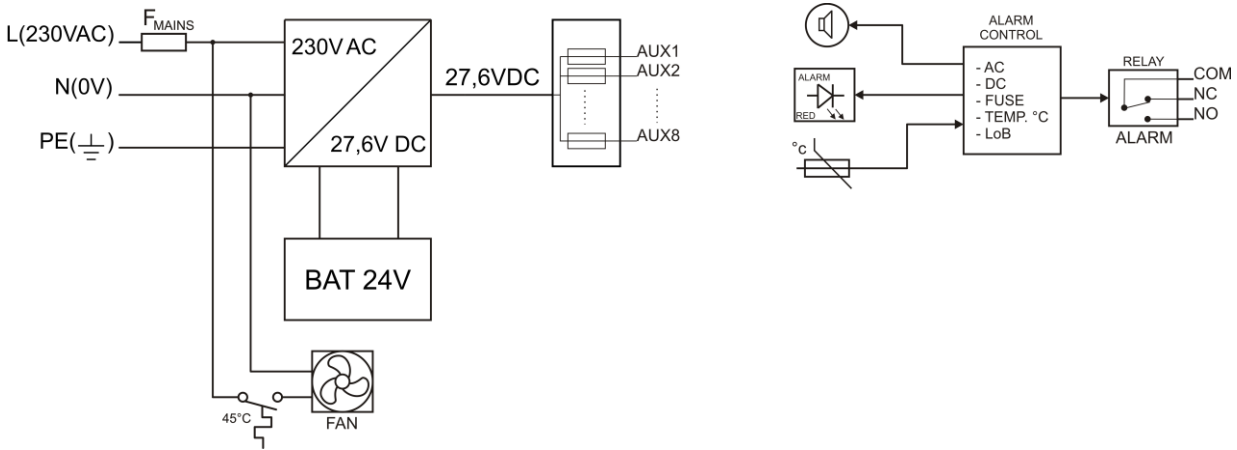 L(230VAC)
F MAINS
N(0V)
PE(⏚)
230V AC
27,6V DC
27,6VDC
AUX1
AUX2
AUX8
BAT 24V
45°C
FAN
ALARM
RED
°c
ALARM
CONTROL
- AC
- DC
- FUSE
- TEMP. °C
- LoB
RELAY
COM
NC
NO
ALARM